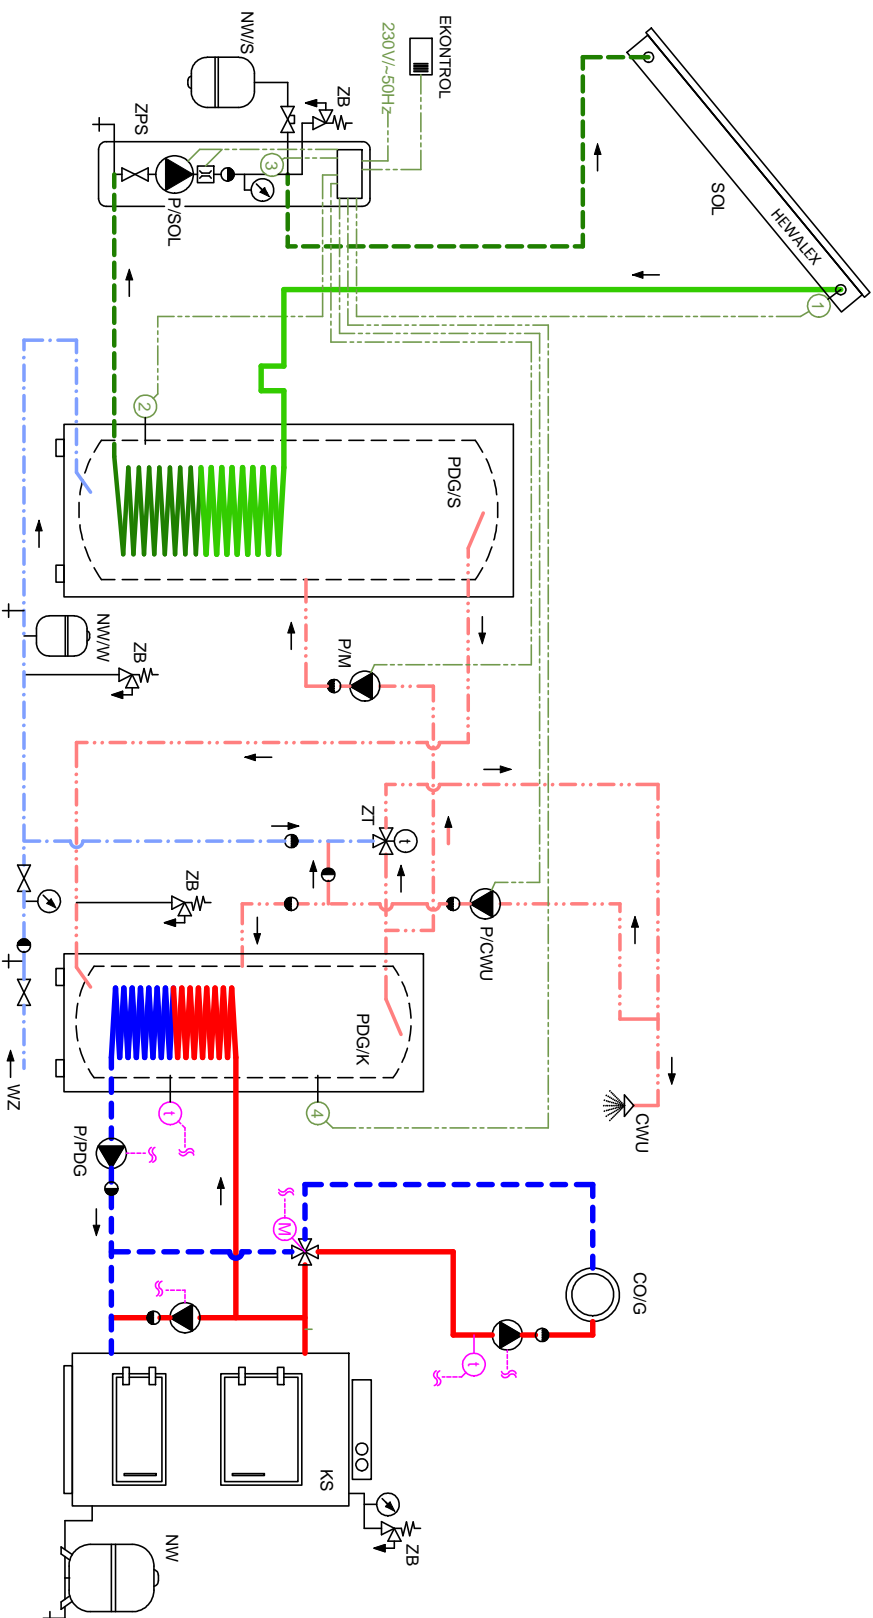 SOL
HEWALEX
1
EKONTROL
230V/~50Hz
NW/S
ZB
ZPS
3
P/SOL
2
PDG/S
NW/W
ZB
P/M
ZT
t
ZB
P/CWU
WZ
PDG/K
CWU
t
4
P/PDG
M
CO/G
t
KS
ZB
NW